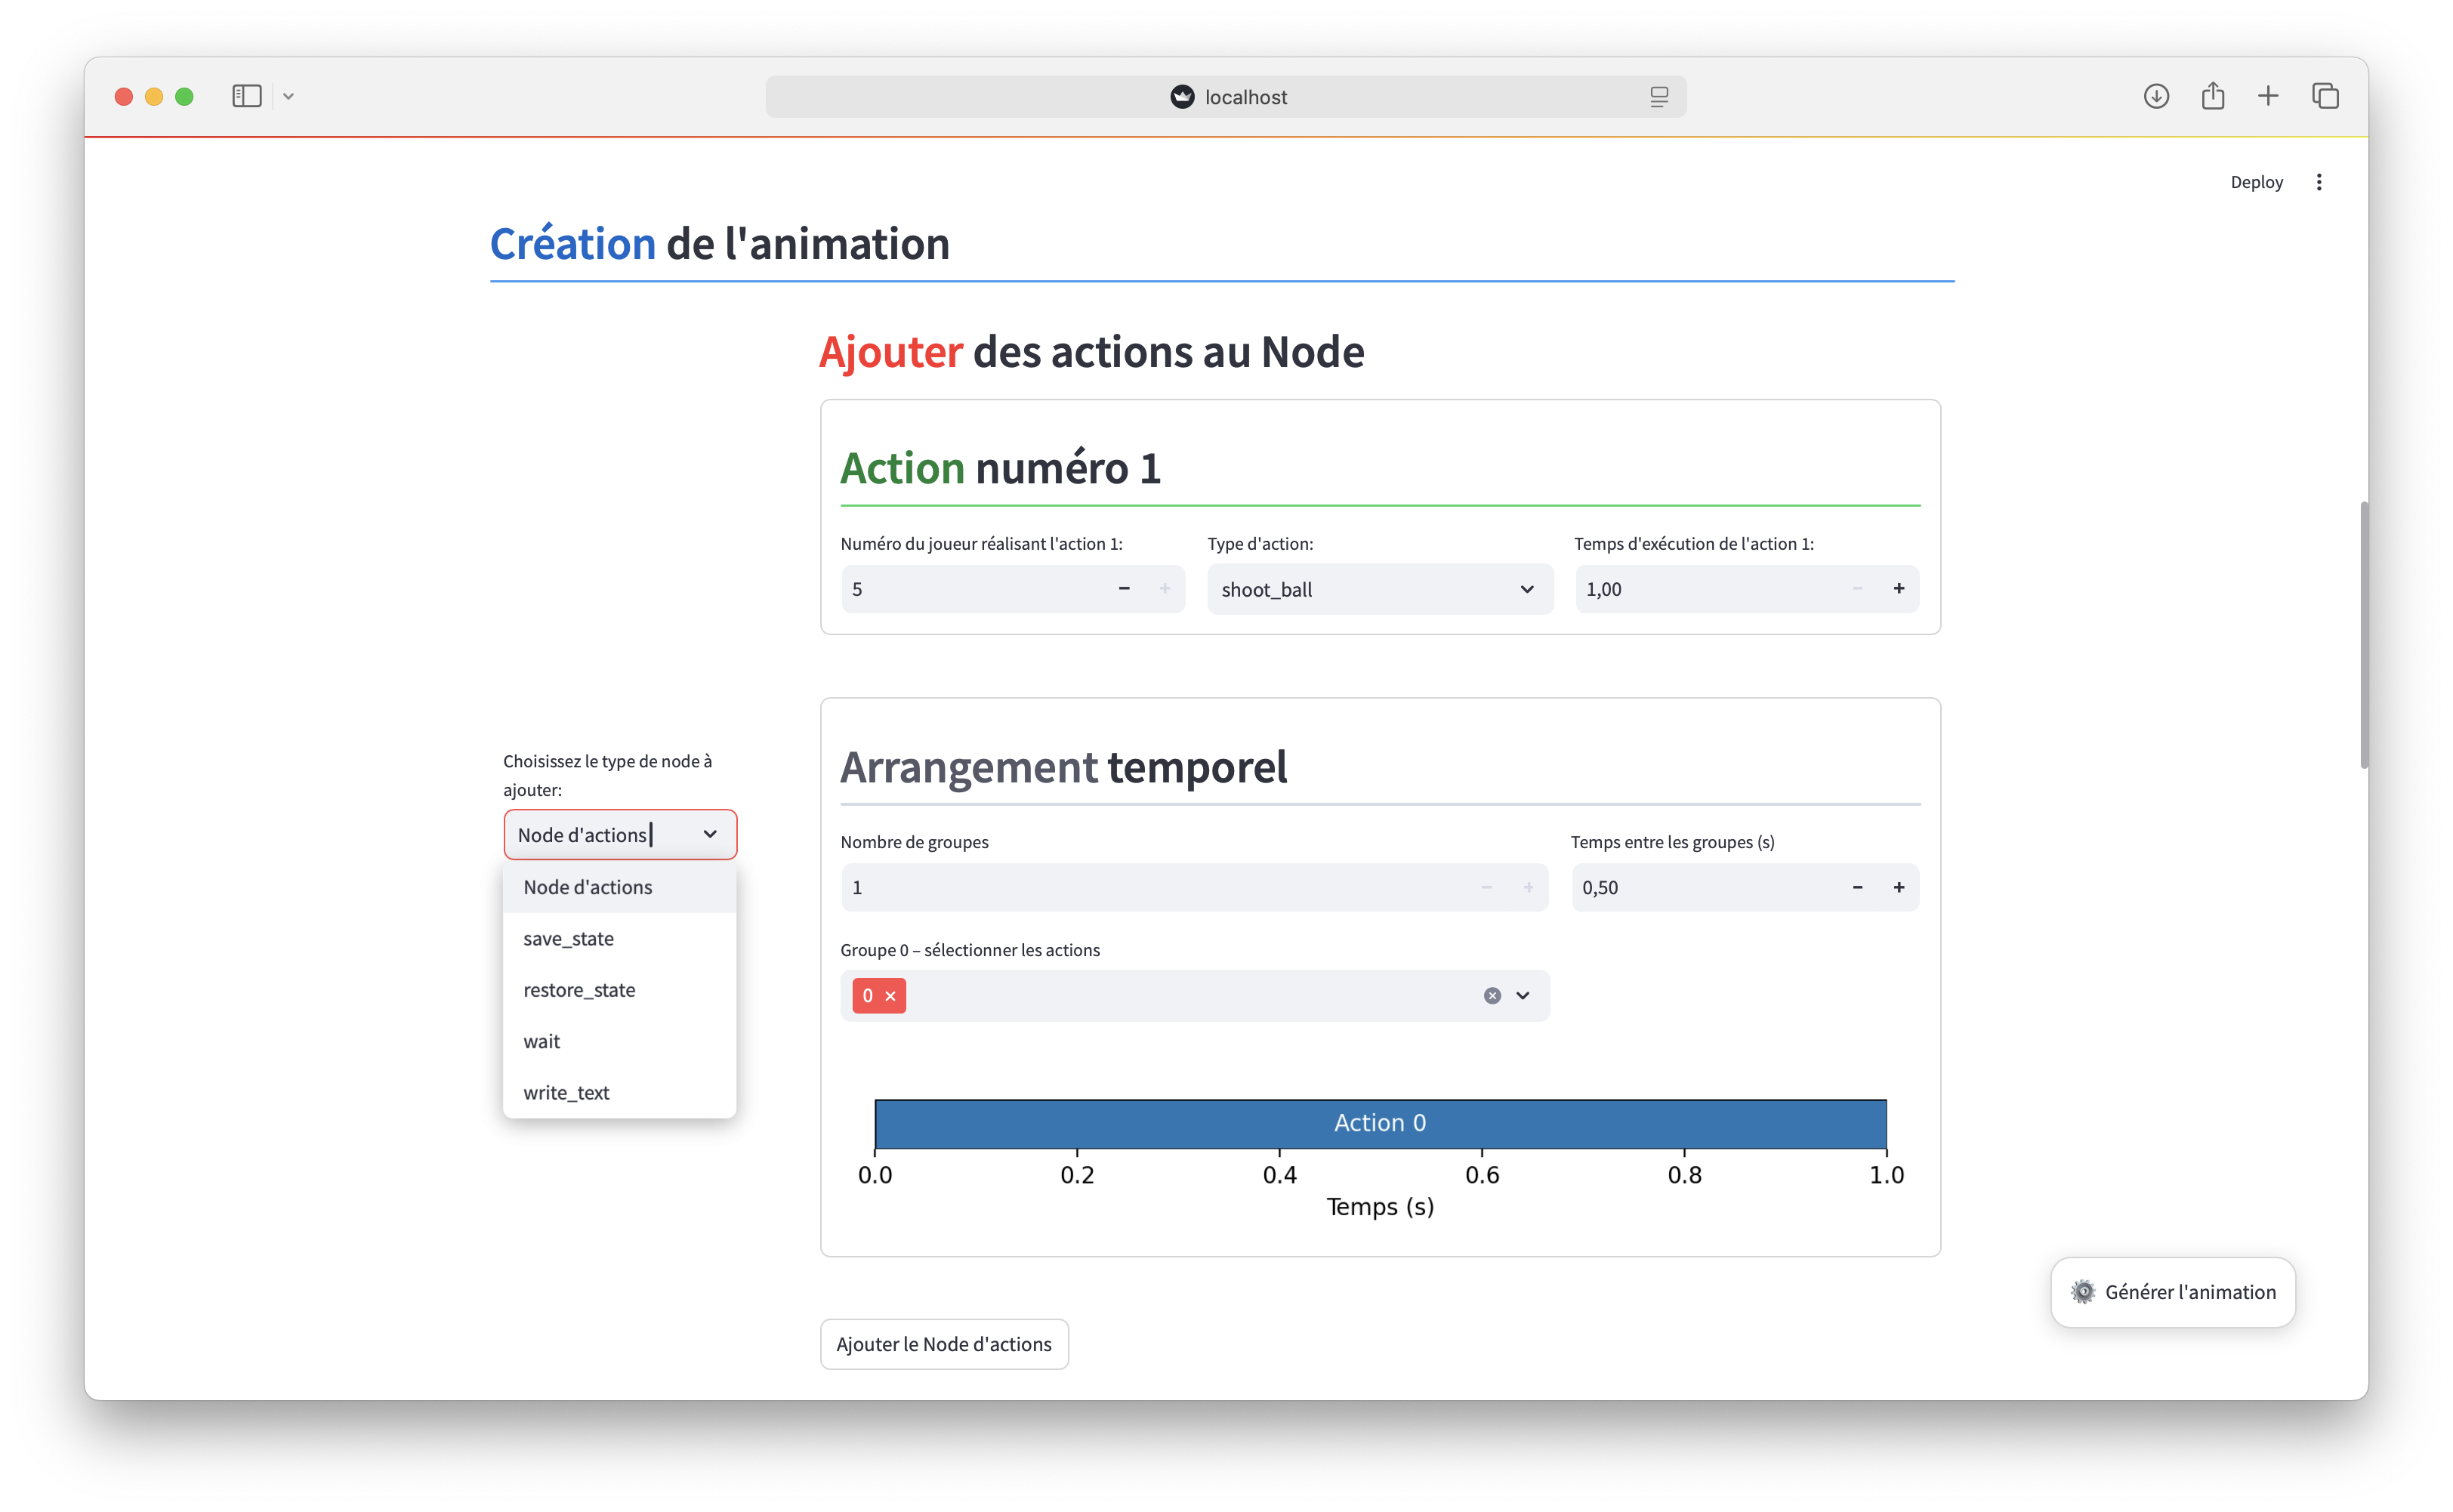 localhost
Deploy
Création de l'animation
Ajouter des actions au Node
Action numéro 1
Numéro du joueur réalisant l'action 1:
Type d'action:
Temps d'exécution de l'action 1:
5
shoot_ball
1,00
Choisissez le type de node à
ajouter:
Node d'actions
Node d'actions
save_state
restore_state
wait
write_text
Arrangement temporel
Nombre de groupes
Temps entre les groupes (s)
1
0,50
Groupe 0 – sélectionner les actions
0
Action 0
0.0 0.2 0.4 0.6 0.8 1.0
Temps (s)
Générer l'animation
Ajouter le Node d'actions